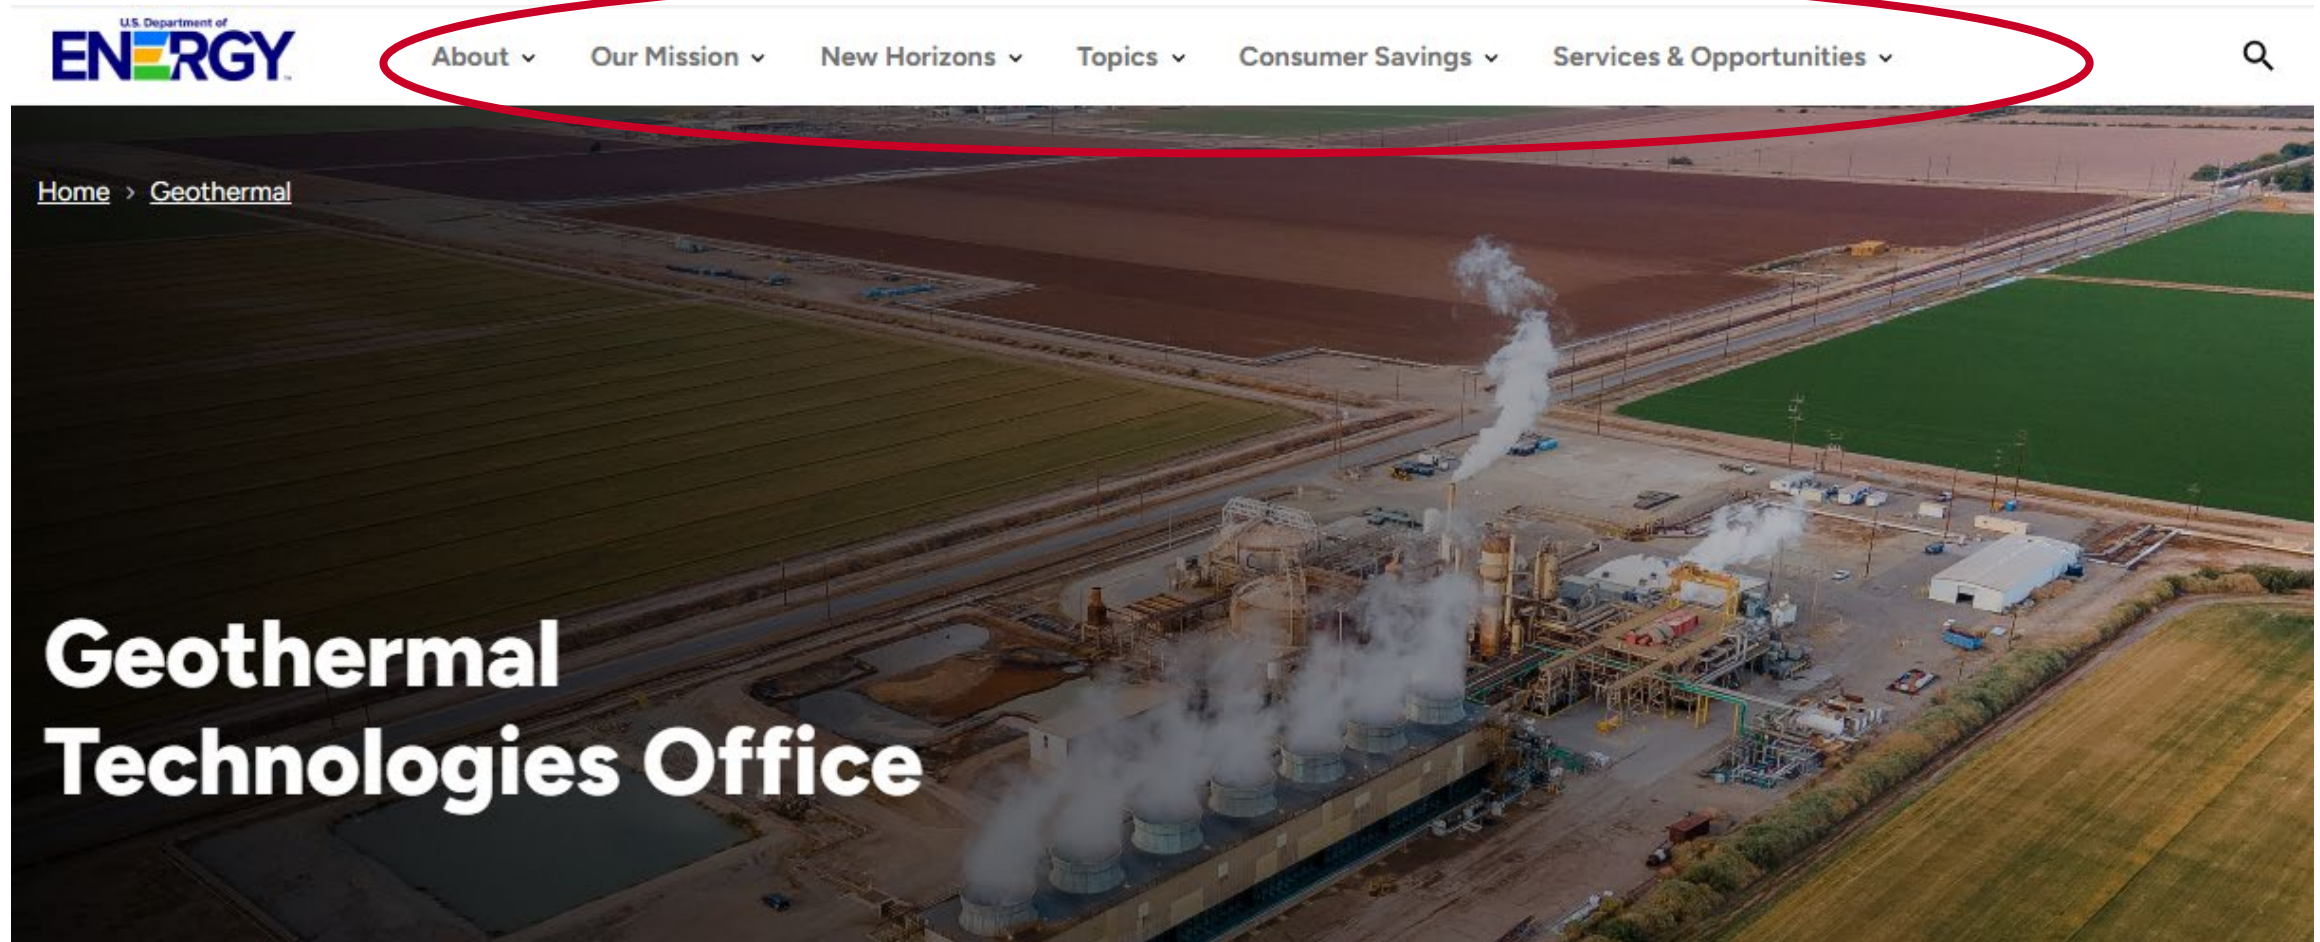 U.S. Department of
ENERGY
About Our Mission New Horizons Topics Consumer Savings Services & Opportunities
Home > Geothermal
Geothermal
Technologies Office